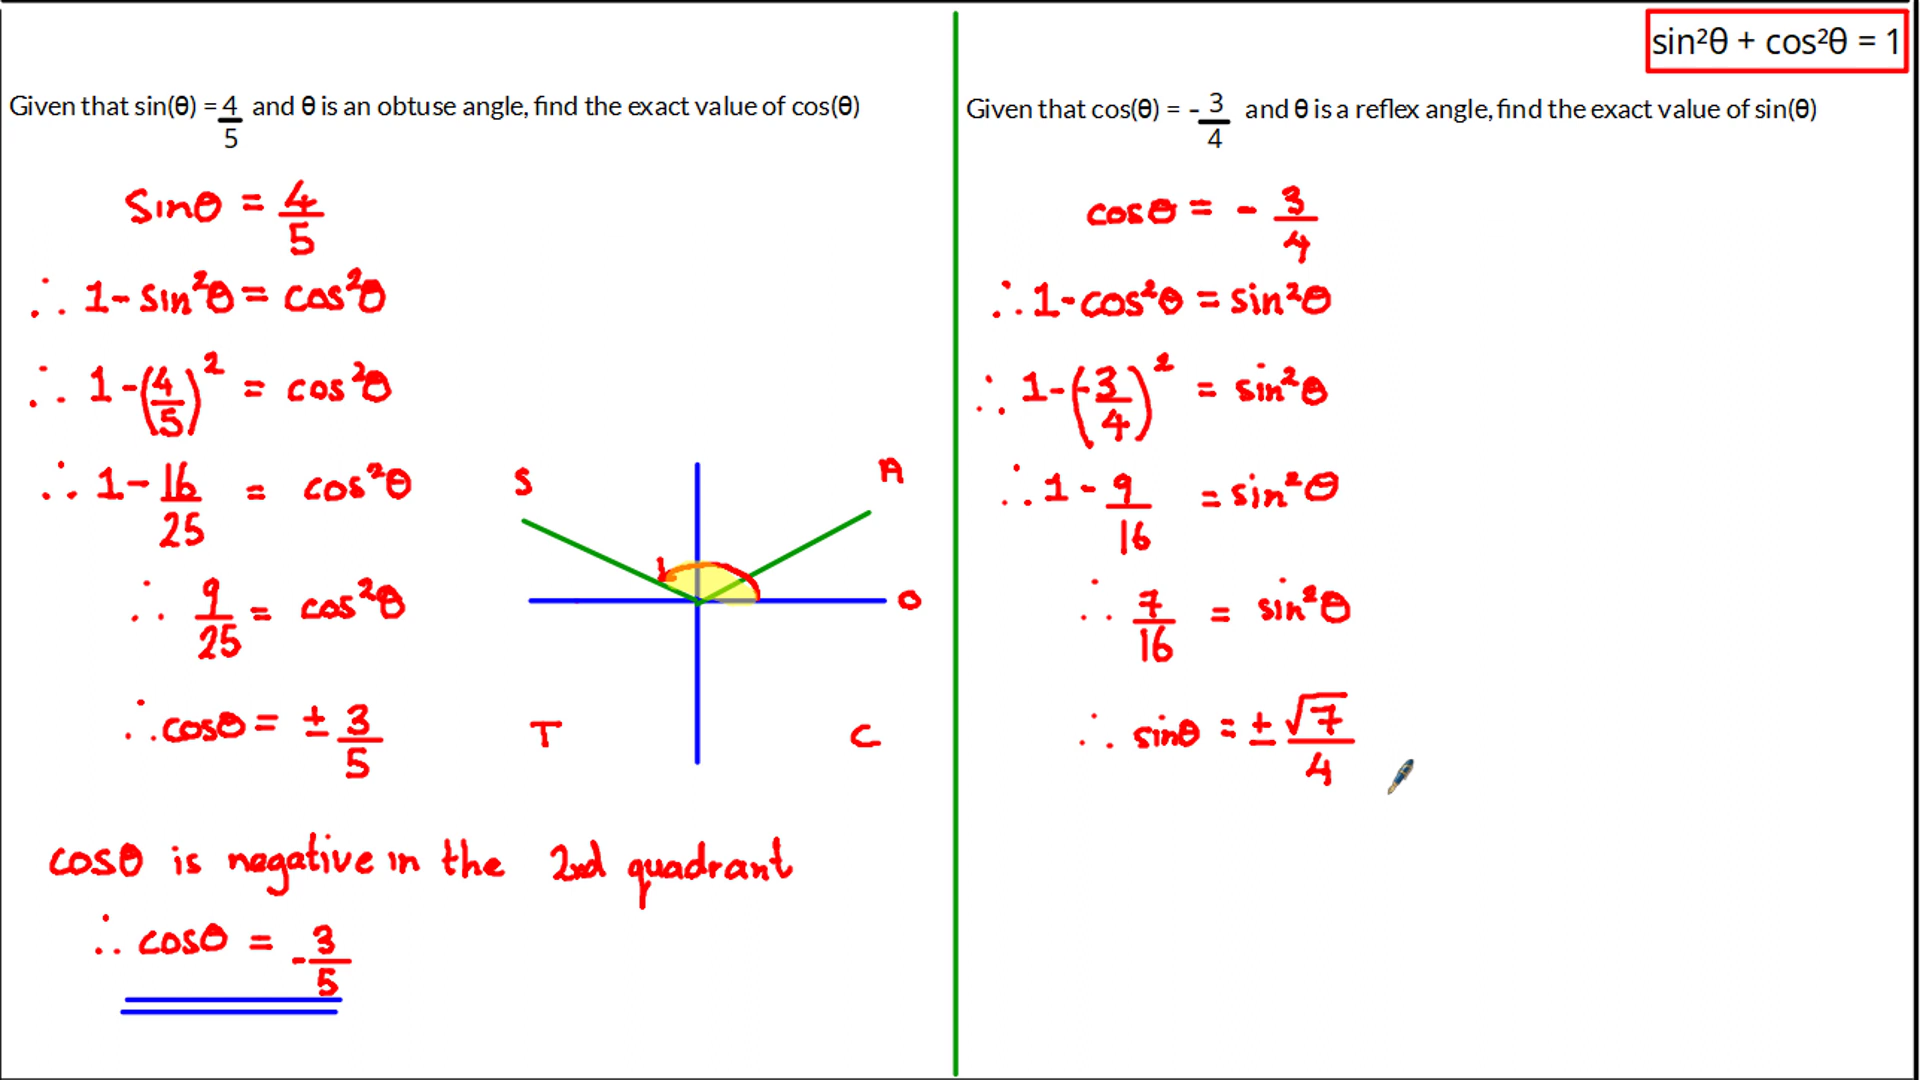 Given that sin(θ) = 4/5 and θ is an obtuse angle, find the exact value of cos(θ)
sinθ = 4/5
∴ 1 - sin²θ = cos²θ
∴ 1 - (4/5)² = cos²θ
∴ 1 - 16/25 = cos²θ
∴ 9/25 = cos²θ
∴ cosθ = ± 3/5
S A
0
T C
cosθ is negative in the 2nd quadrant
∴ cosθ = -3/5
sin²θ + cos²θ = 1
Given that cos(θ) = - 3/4 and θ is a reflex angle, find the exact value of sin(θ)
cosθ = - 3/4
∴ 1 - cos²θ = sin²θ
∴ 1 - (-3/4)² = sin²θ
∴ 1 - 9/16 = sin²θ
∴ 7/16 = sin²θ
∴ sinθ = ± √7/4